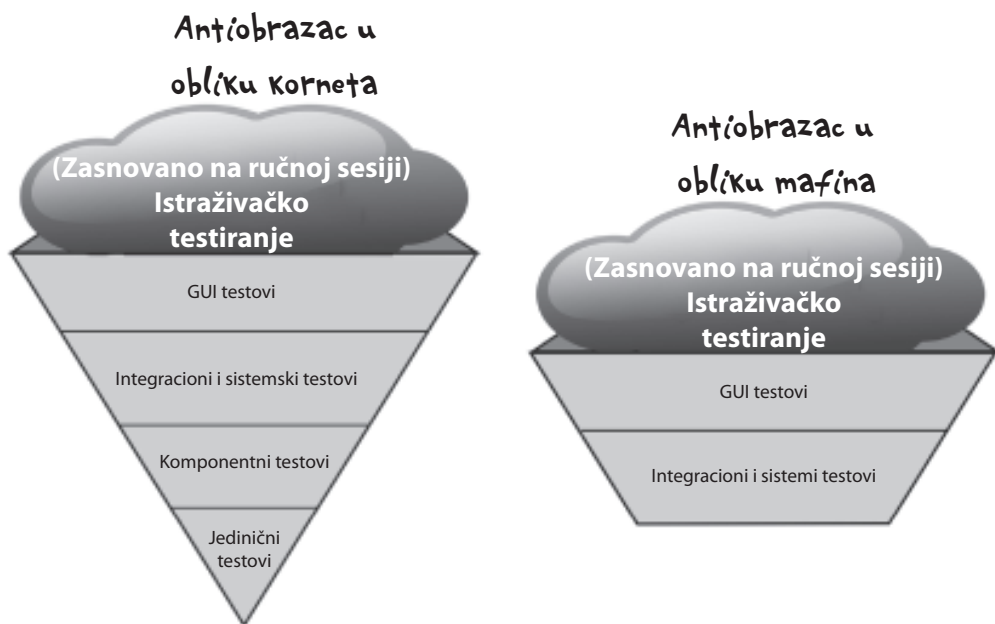 Antiobrazac u
obliku korneta
(Zasnovano na ručnoj sesiji)
Istraživačko
testiranje
GUI testovi
Integracioni i sistemski testovi
Komponentni testovi
Jedinični
testovi
Antiobrazac u
obliku mafina
(Zasnovano na ručnoj sesiji)
Istraživačko
testiranje
GUI testovi
Integracioni i sistemi testovi